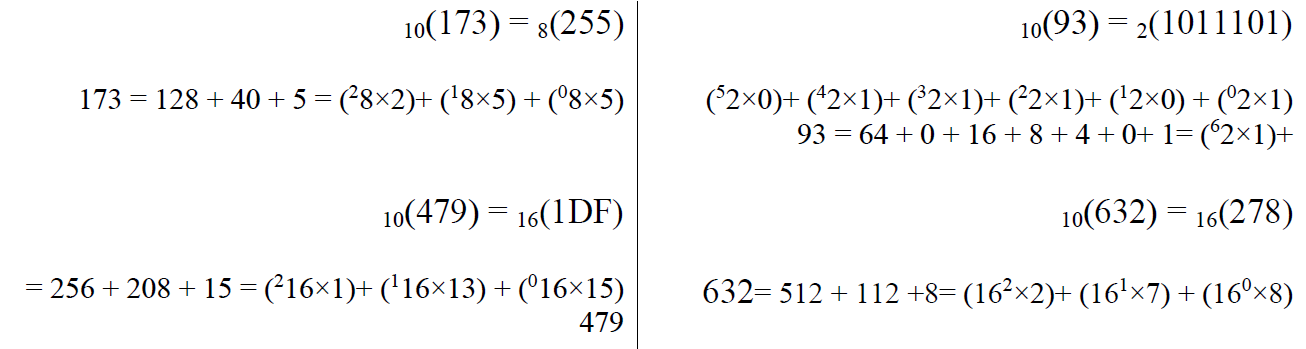 ₁₀(173) = ₈(255)
173 = 128 + 40 + 5 = (²8×2)+ (¹8×5) + (⁰8×5)
₁₀(93) = ₂(1011101)
(⁵2×0)+ (⁴2×1)+ (³2×1)+ (²2×1)+ (¹2×0) + (⁰2×1)
93 = 64 + 0 + 16 + 8 + 4 + 0+ 1= (⁶2×1)+
₁₀(479) = ₁₆(1DF)
= 256 + 208 + 15 = (²16×1)+ (¹16×13) + (⁰16×15)
479
₁₀(632) = ₁₆(278)
632= 512 + 112 +8= (16²×2)+ (16¹×7) + (16⁰×8)